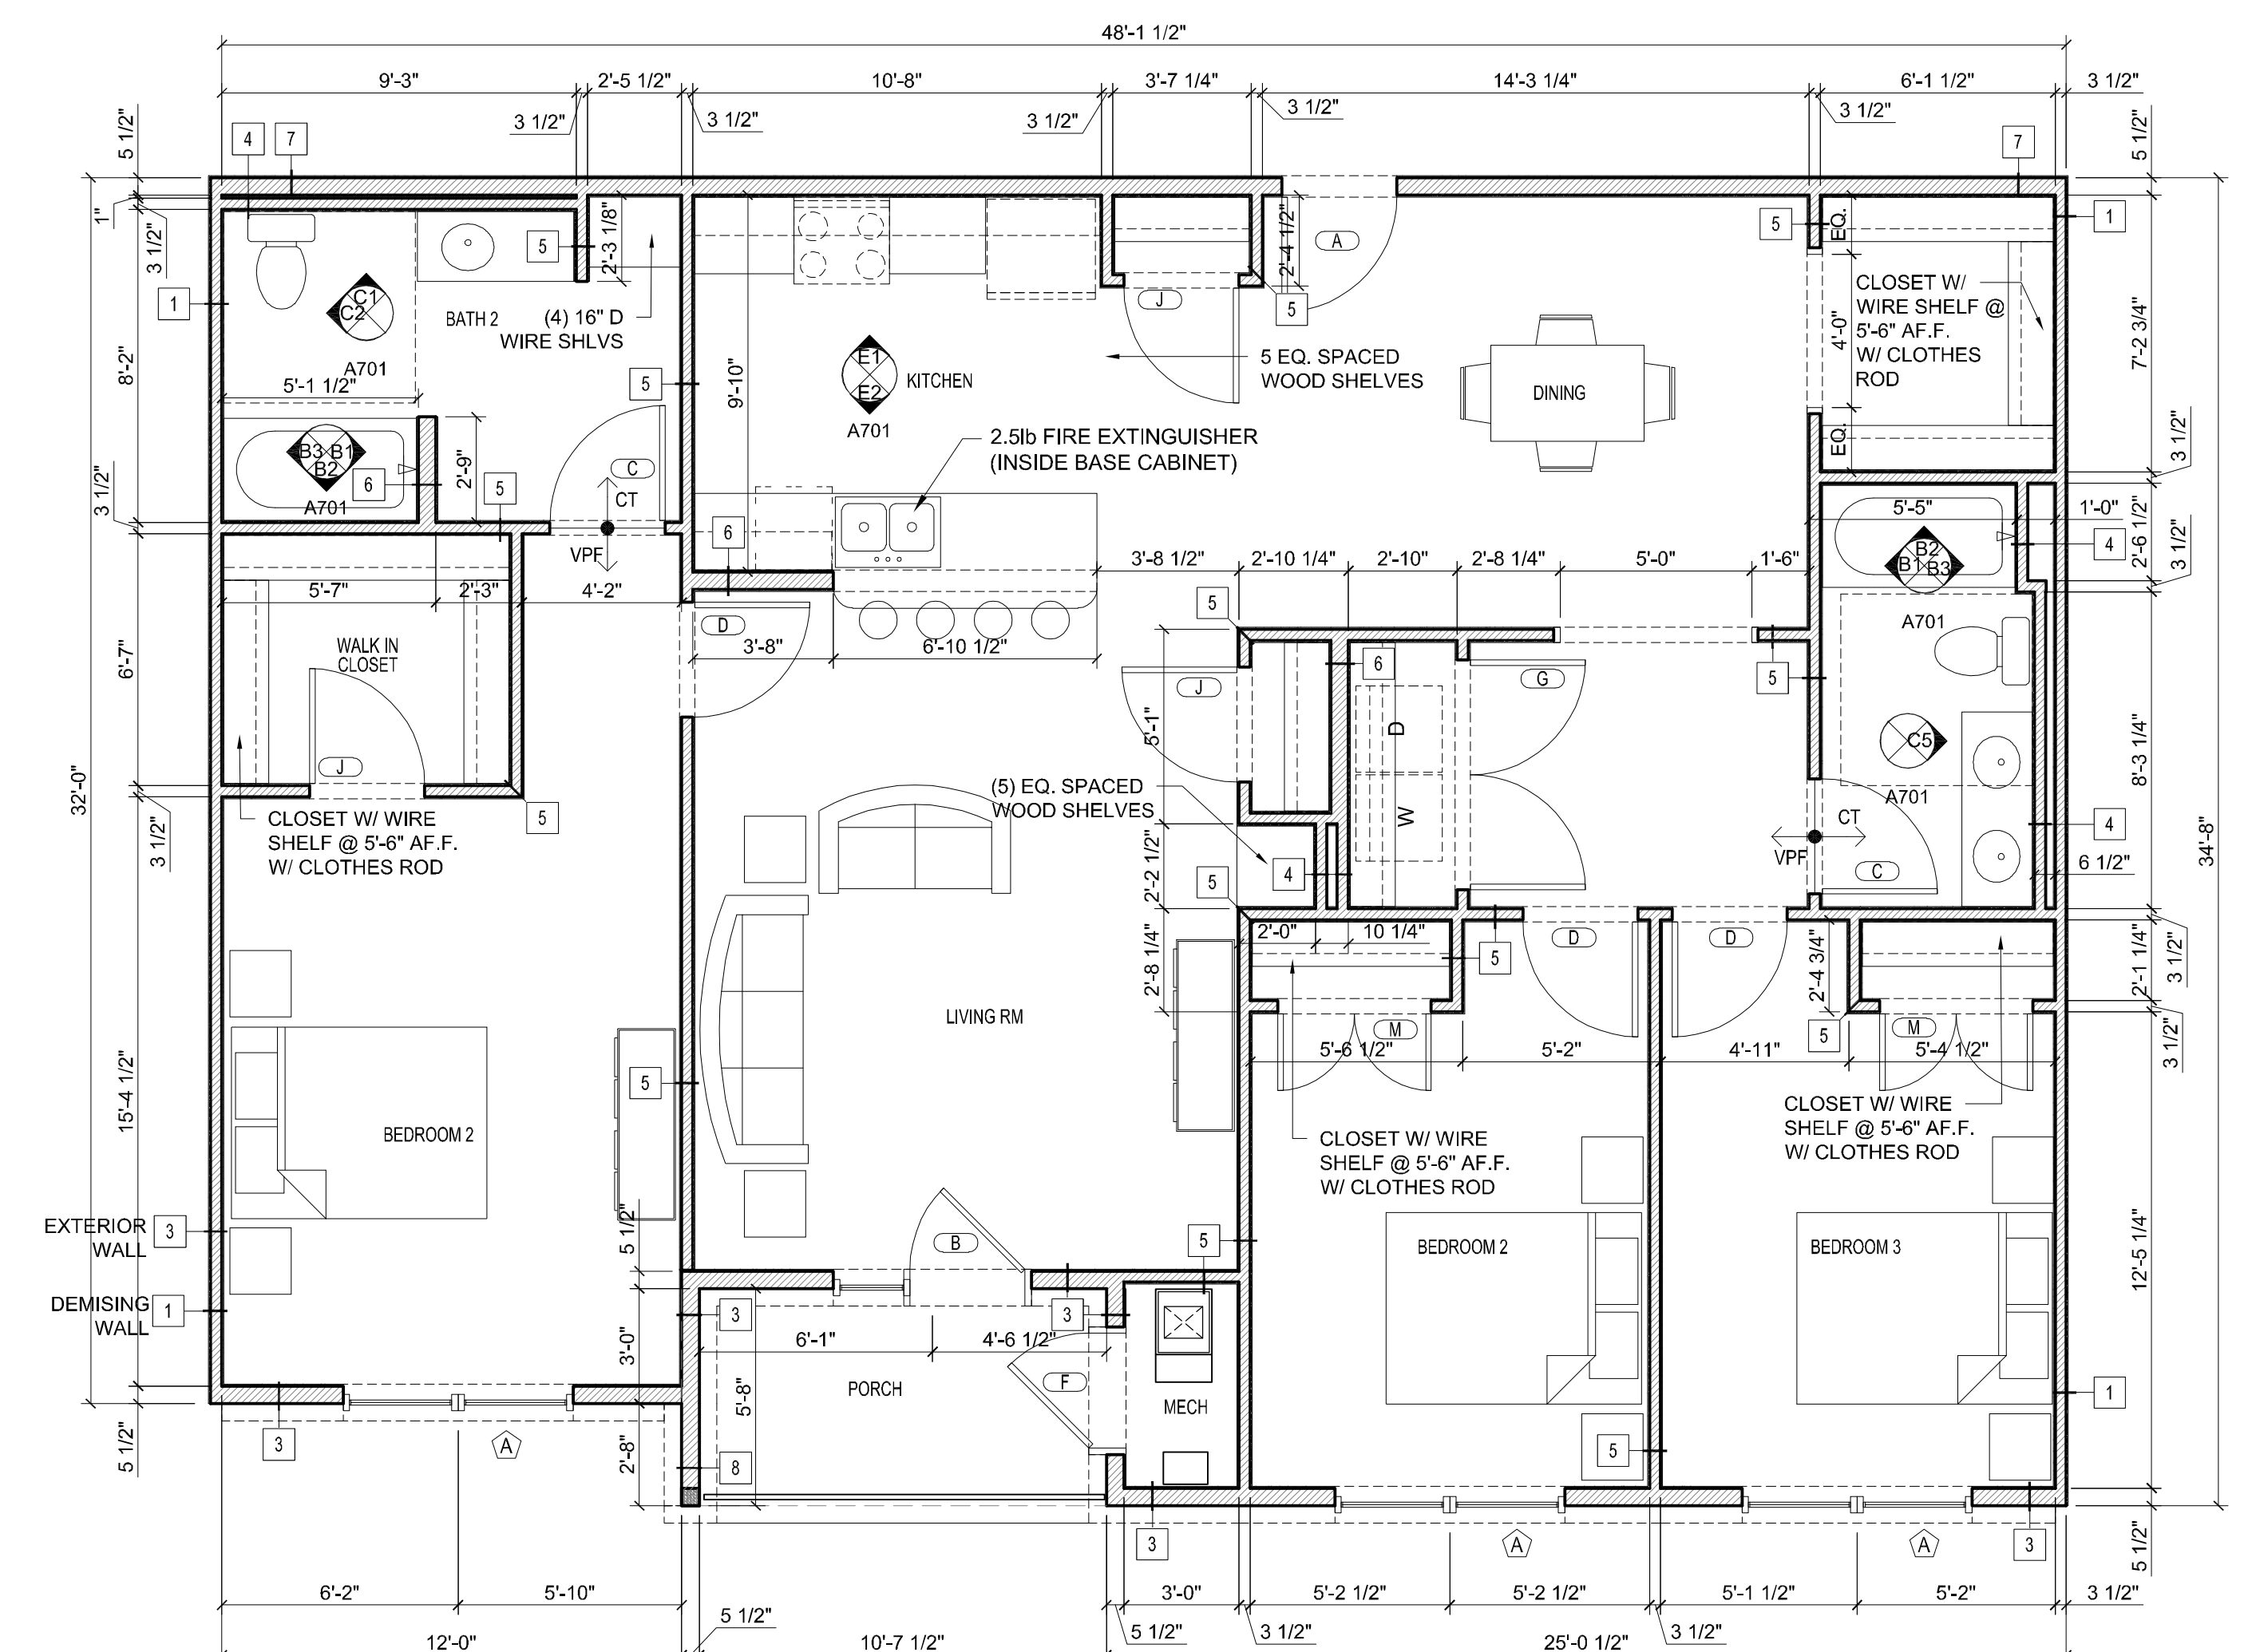 48'-1 1/2"
9'-3"
2'-5 1/2"
10'-8"
3'-7 1/4"
14'-3 1/4"
6'-1 1/2"
3 1/2"
3 1/2"
3 1/2"
3 1/2"
3 1/2"
3 1/2"
5 1/2"
5 1/2"
4
7
7
1"
3 1/2"
5
2'-3 1/8"
2'-4 1/2"
A
5
EQ.
1
1
C1
C2
A701
BATH 2
(4) 16" D
WIRE SHLVS
J
5
CLOSET W/
WIRE SHELF @
5'-6" AF.F.
W/ CLOTHES
ROD
4'-0"
7'-2 3/4"
8'-2"
5'-1 1/2"
5
9'-10"
E1
E2
A701
KITCHEN
5 EQ. SPACED
WOOD SHELVES
DINING
EQ.
2.5lb FIRE EXTINGUISHER
(INSIDE BASE CABINET)
B3 B1
B2
A701
6
2'-9"
5
C
CT
VPF
3 1/2"
3 1/2"
6
5'-5"
1'-0"
B2
B1 B3
4
2'-6 1/2"
3 1/2"
3'-8 1/2"
2'-10 1/4"
2'-10"
2'-8 1/4"
5'-0"
1'-6"
5'-7"
2'-3"
4'-2"
32'-0"
6'-7"
WALK IN
CLOSET
D
3'-8"
6'-10 1/2"
5
A701
J
J
6
G
5
D
W
C5
A701
5'-1"
8'-3 1/4"
34'-8"
CLOSET W/ WIRE
SHELF @ 5'-6" AF.F.
W/ CLOTHES ROD
5
3 1/2"
(5) EQ. SPACED
WOOD SHELVES
CT
VPF
C
4
6 1/2"
2'-2 1/2"
5
4
2'-0"
10 1/4"
5
D
D
2'-4 3/4"
2'-8 1/4"
2'-1 1/4"
3 1/2"
3 1/2"
LIVING RM
M
M
5
5'-6 1/2"
5'-2"
4'-11"
5'-4 1/2"
15'-4 1/2"
5
BEDROOM 2
CLOSET W/ WIRE
SHELF @ 5'-6" AF.F.
W/ CLOTHES ROD
CLOSET W/ WIRE
SHELF @ 5'-6" AF.F.
W/ CLOTHES ROD
EXTERIOR
WALL
3
5 1/2"
B
5
BEDROOM 2
BEDROOM 3
12'-5 1/4"
DEMISING
WALL
1
3
3
3'-0"
6'-1"
4'-6 1/2"
F
PORCH
5'-8"
MECH
1
3
A
5 1/2"
2'-8"
8
5
3
A
A
3
5 1/2"
6'-2"
5'-10"
5 1/2"
3'-0"
5 1/2"
3 1/2"
5'-2 1/2"
5'-2 1/2"
3 1/2"
5'-1 1/2"
5'-2"
3 1/2"
12'-0"
10'-7 1/2"
25'-0 1/2"